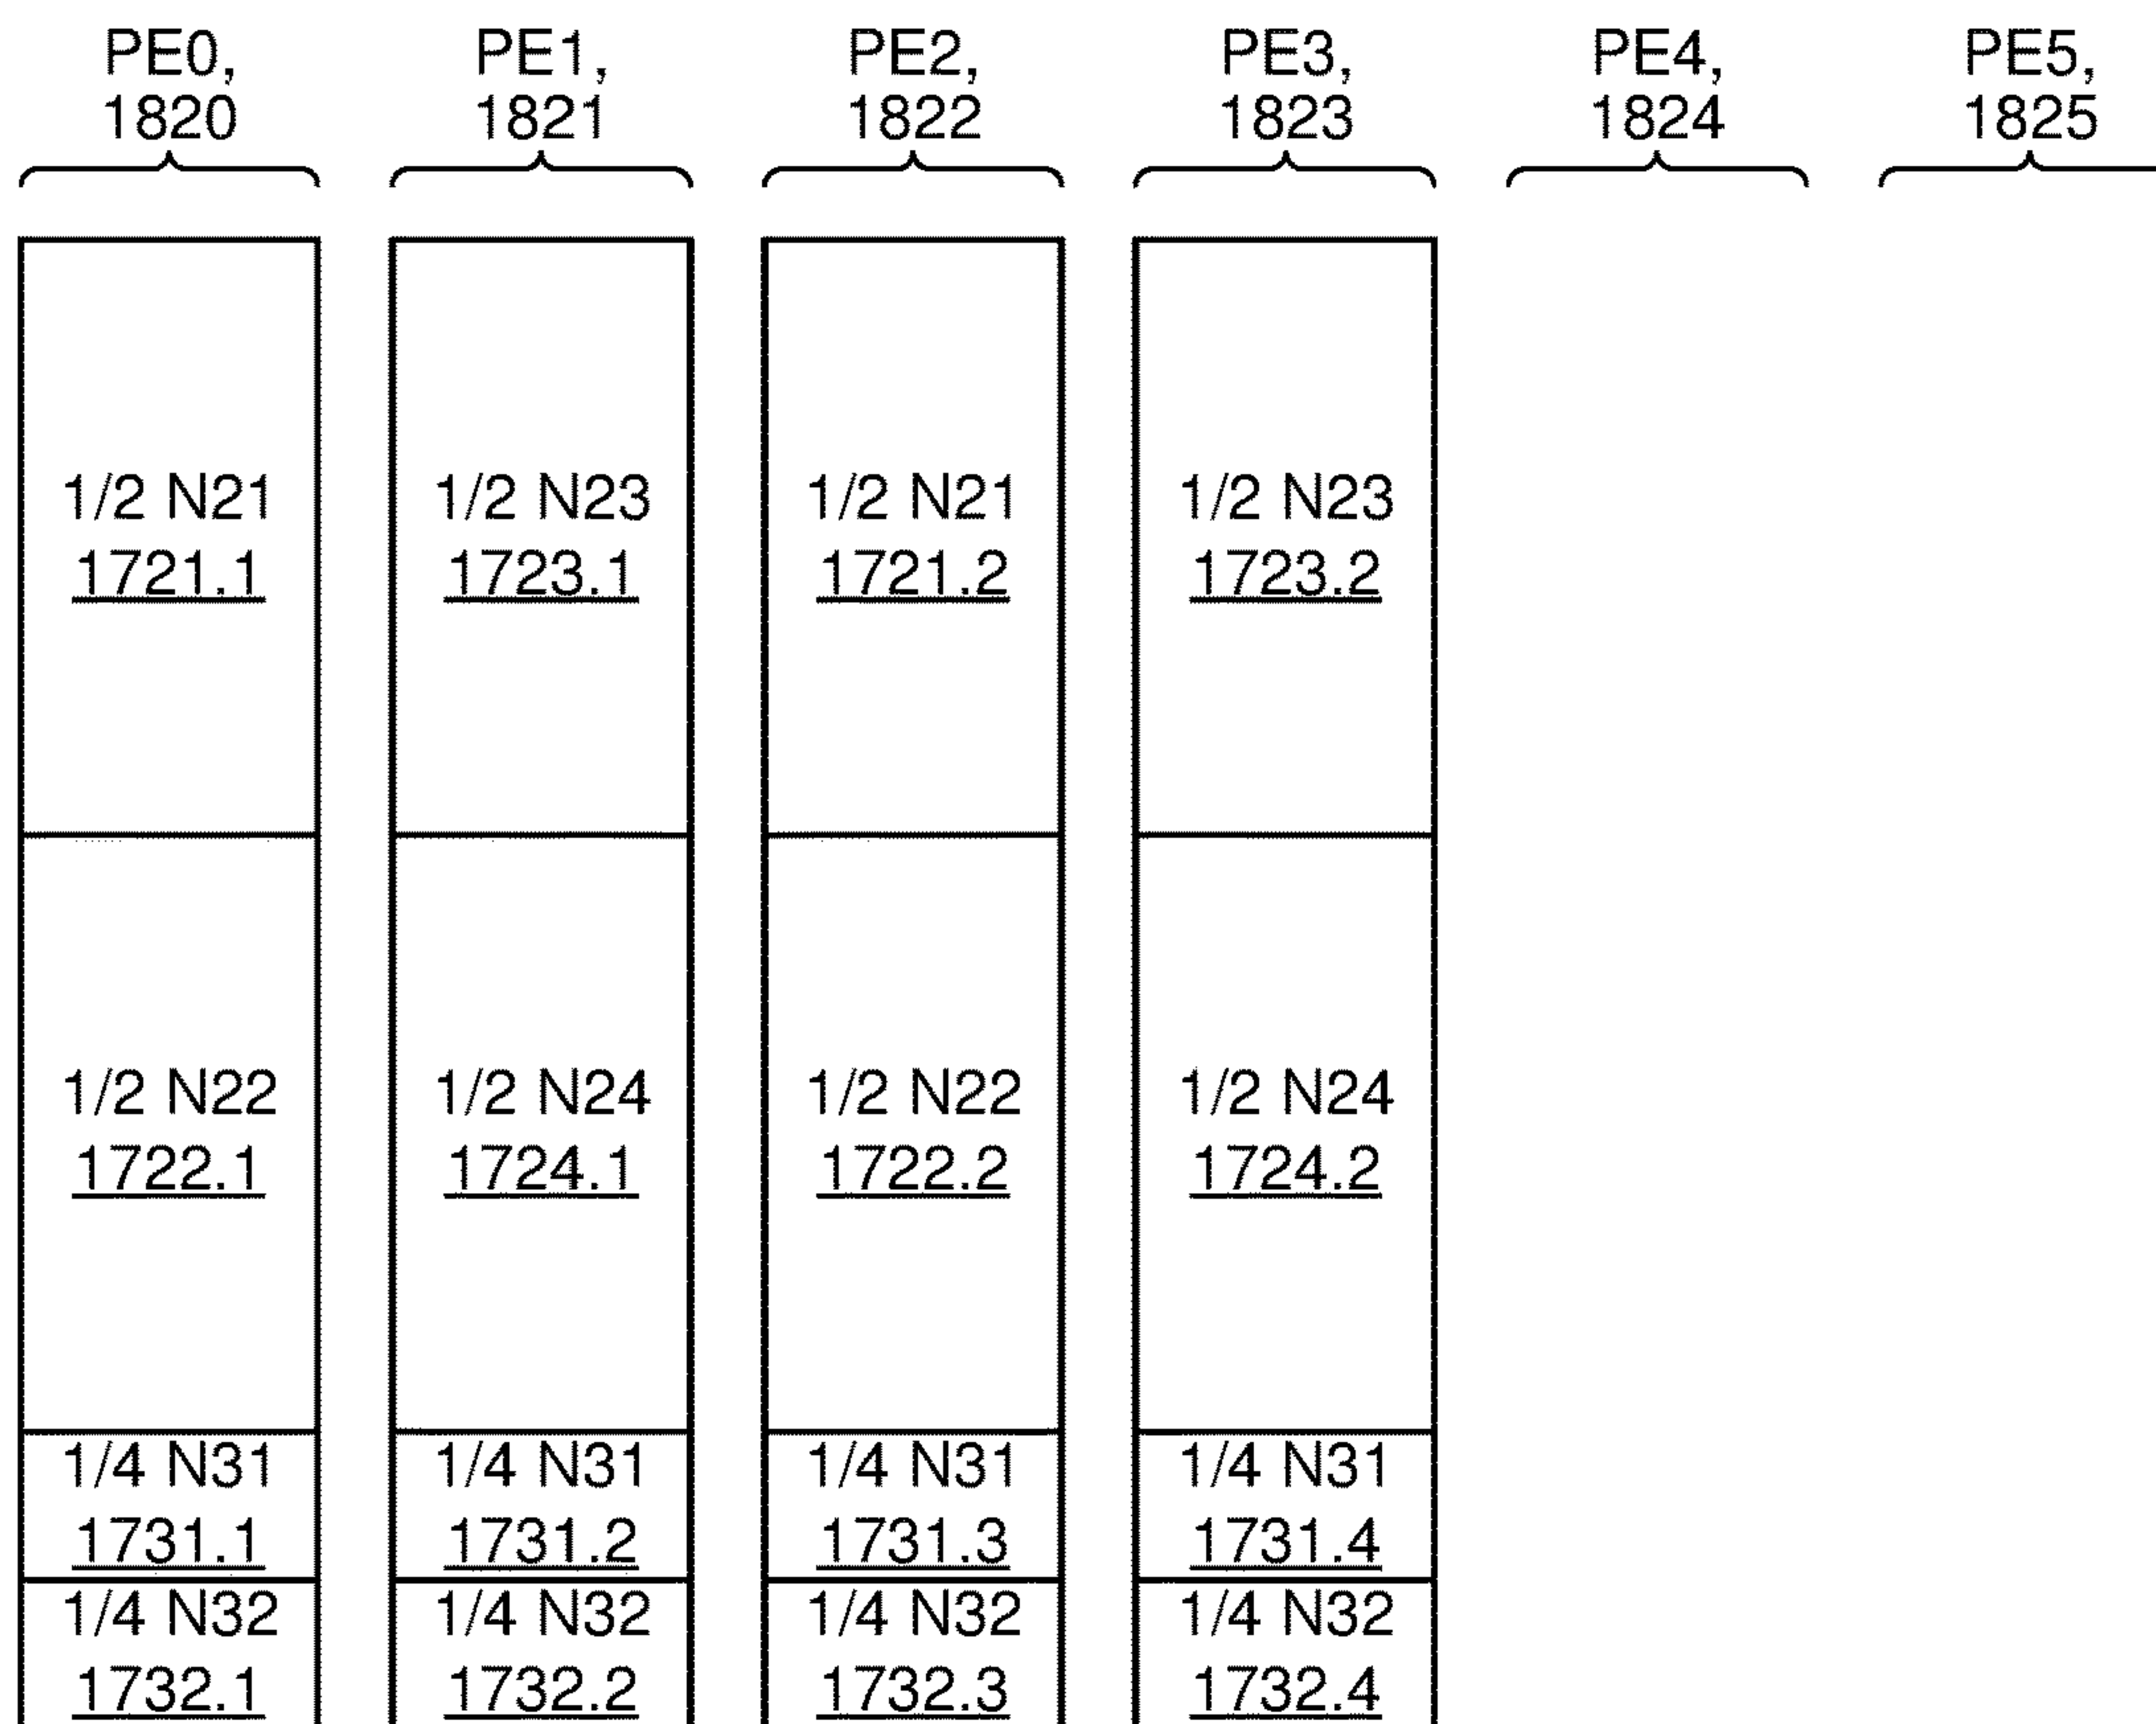 PE0,
1820
PE1,
1821
PE2,
1822
PE3,
1823
PE4,
1824
PE5,
1825
1/2 N21
1721.1
1/2 N23
1723.1
1/2 N21
1721.2
1/2 N23
1723.2
1/2 N22
1722.1
1/2 N24
1724.1
1/2 N22
1722.2
1/2 N24
1724.2
1/4 N31
1731.1
1/4 N31
1731.2
1/4 N31
1731.3
1/4 N31
1731.4
1/4 N32
1732.1
1/4 N32
1732.2
1/4 N32
1732.3
1/4 N32
1732.4